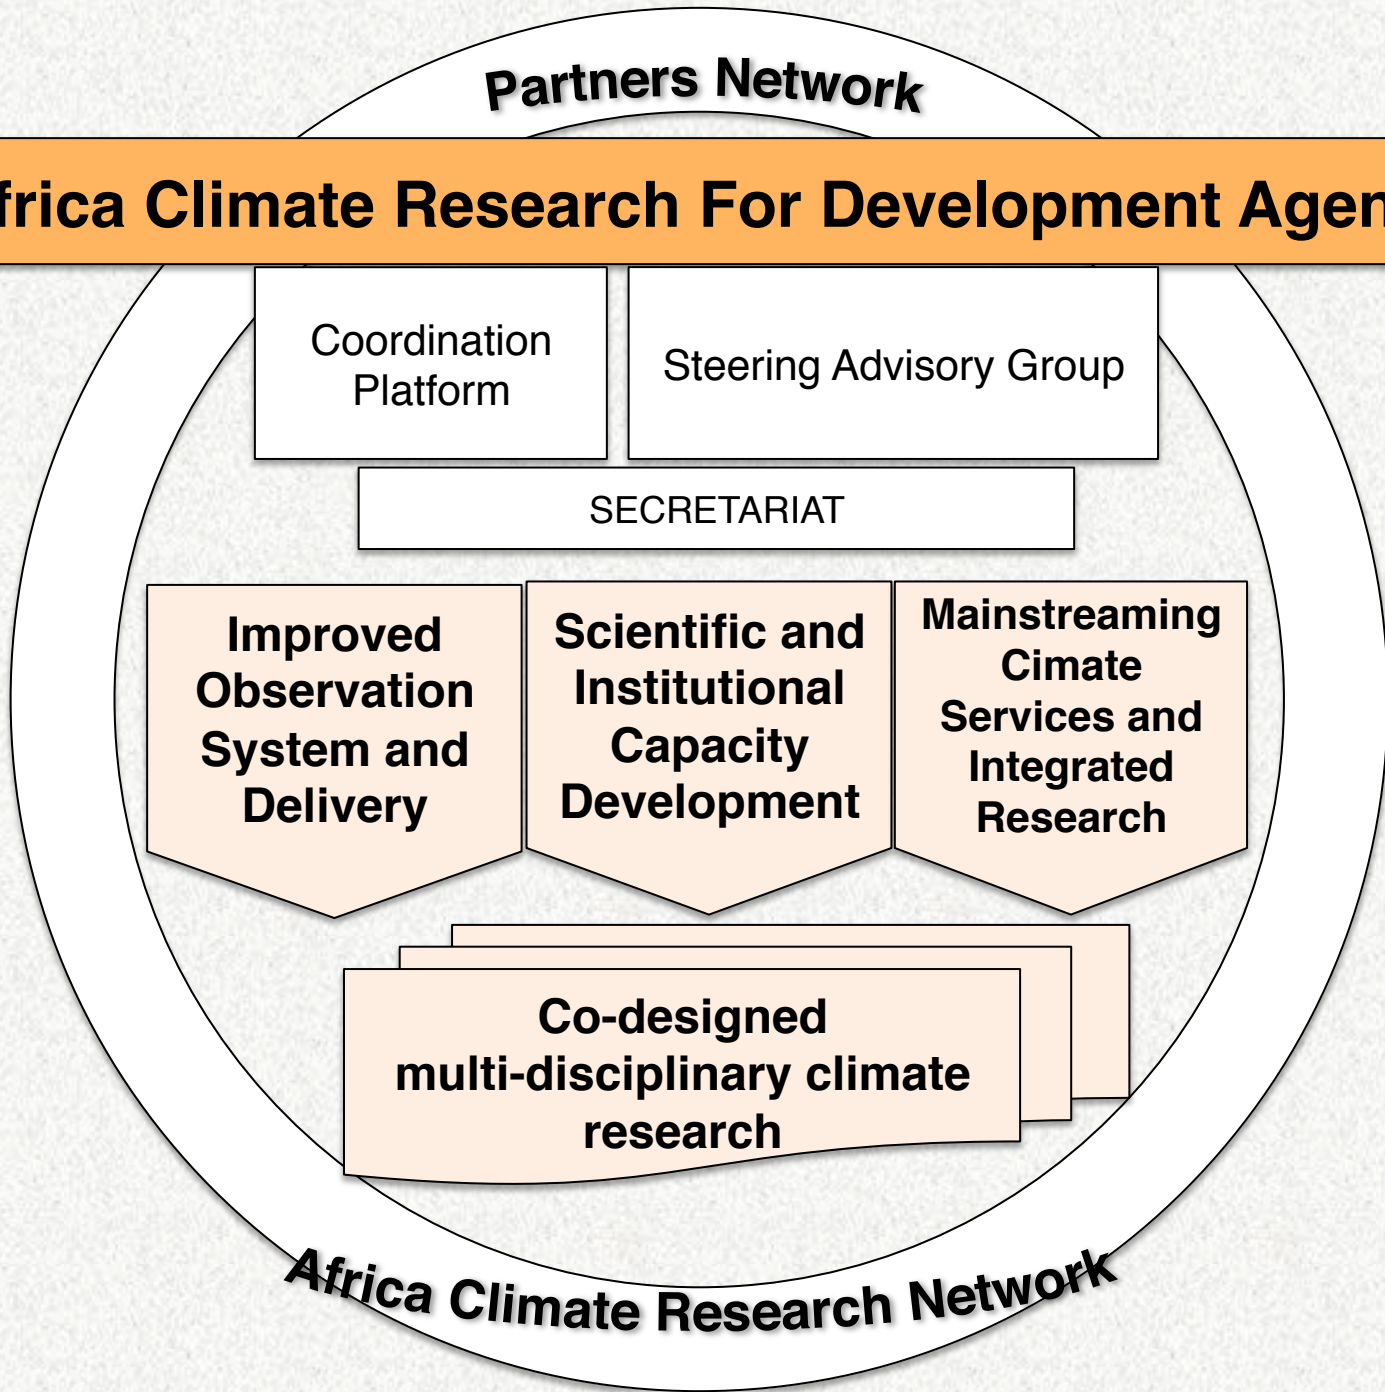 Partners Network
frica Climate Research For Development Agen
Coordination
Platform
Steering Advisory Group
SECRETARIAT
Improved
Observation
System and
Delivery
Scientific and
Institutional
Capacity
Development
Mainstreaming
Cimate
Services and
Integrated
Research
Co-designed
multi-disciplinary climate
research
Africa Climate Research Network